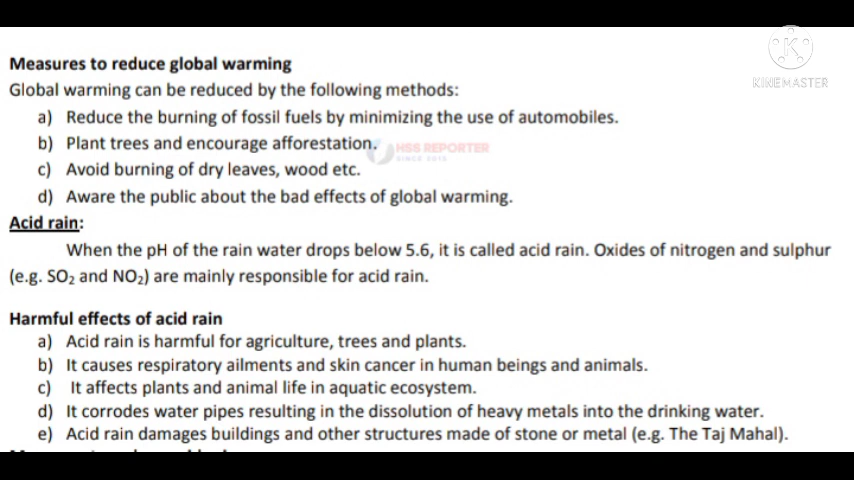 K
KINEMASTER
Measures to reduce global warming
Global warming can be reduced by the following methods:
a) Reduce the burning of fossil fuels by minimizing the use of automobiles.
b) Plant trees and encourage afforestation.
HSS REPORTER
SINCE 2015
c) Avoid burning of dry leaves, wood etc.
d) Aware the public about the bad effects of global warming.
Acid rain:
When the pH of the rain water drops below 5.6, it is called acid rain. Oxides of nitrogen and sulphur
(e.g. SO₂ and NO₂) are mainly responsible for acid rain.
Harmful effects of acid rain
a) Acid rain is harmful for agriculture, trees and plants.
b) It causes respiratory ailments and skin cancer in human beings and animals.
c) It affects plants and animal life in aquatic ecosystem.
d) It corrodes water pipes resulting in the dissolution of heavy metals into the drinking water.
e) Acid rain damages buildings and other structures made of stone or metal (e.g. The Taj Mahal).